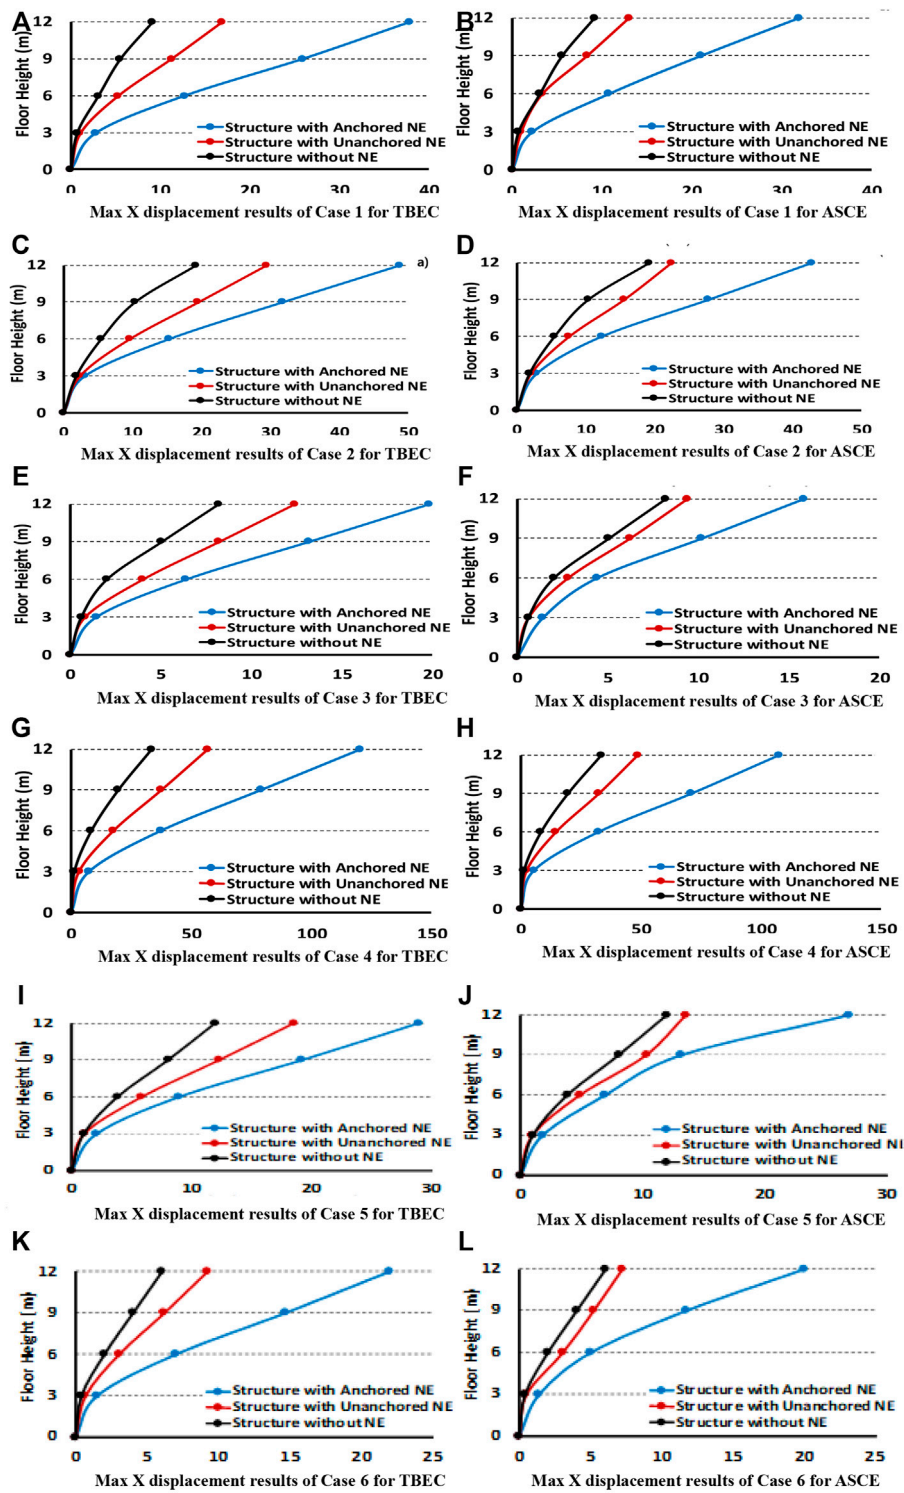 A
Floor Height (m)
12
9
6
3
0
Structure with Anchored NE
Structure with Unanchored NE
Structure without NE
0 10 20 30 40
Max X displacement results of Case 1 for TBEC
B
Floor Height (m)
12
9
6
3
0
Structure with Anchored NE
Structure with Unanchored NE
Structure without NE
0 10 20 30 40
Max X displacement results of Case 1 for ASCE
C
a)
Floor Height (m)
12
9
6
3
0
Structure with Anchored NE
Structure with Unanchored NE
Structure without NE
0 10 20 30 40 50
Max X displacement results of Case 2 for TBEC
D
Floor Height (m)
12
9
6
3
0
Structure with Anchored NE
Structure with Unanchored NE
Structure without NE
0 10 20 30 40 50
Max X displacement results of Case 2 for ASCE
E
Floor Height (m)
12
9
6
3
0
Structure with Anchored NE
Structure with Unanchored NE
Structure without NE
0 5 10 15 20
Max X displacement results of Case 3 for TBEC
F
Floor Height (m)
12
9
6
3
0
Structure with Anchored NE
Structure with Unanchored NE
Structure without NE
0 5 10 15 20
Max X displacement results of Case 3 for ASCE
G
Floor Height (m)
12
9
6
3
0
Structure with Anchored NE
Structure with Unanchored NE
Structure without NE
0 50 100 150
Max X displacement results of Case 4 for TBEC
H
Floor Height (m)
12
9
6
3
0
Structure with Anchored NE
Structure with Unanchored NE
Structure without NE
0 50 100 150
Max X displacement results of Case 4 for ASCE
I
Floor Height (m)
12
9
6
3
0
Structure with Anchored NE
Structure with Unanchored NE
Structure without NE
0 10 20 30
Max X displacement results of Case 5 for TBEC
J
Floor Height (m)
12
9
6
3
0
Structure with Anchored NE
Structure with Unanchored NE
Structure without NE
0 10 20 30
Max X displacement results of Case 5 for ASCE
K
Floor Height (m)
12
9
6
3
0
Structure with Anchored NE
Structure with Unanchored NE
Structure without NE
0 5 10 15 20 25
Max X displacement results of Case 6 for TBEC
L
Floor Height (m)
12
9
6
3
0
Structure with Anchored NE
Structure with Unanchored NE
Structure without NE
0 5 10 15 20 25
Max X displacement results of Case 6 for ASCE